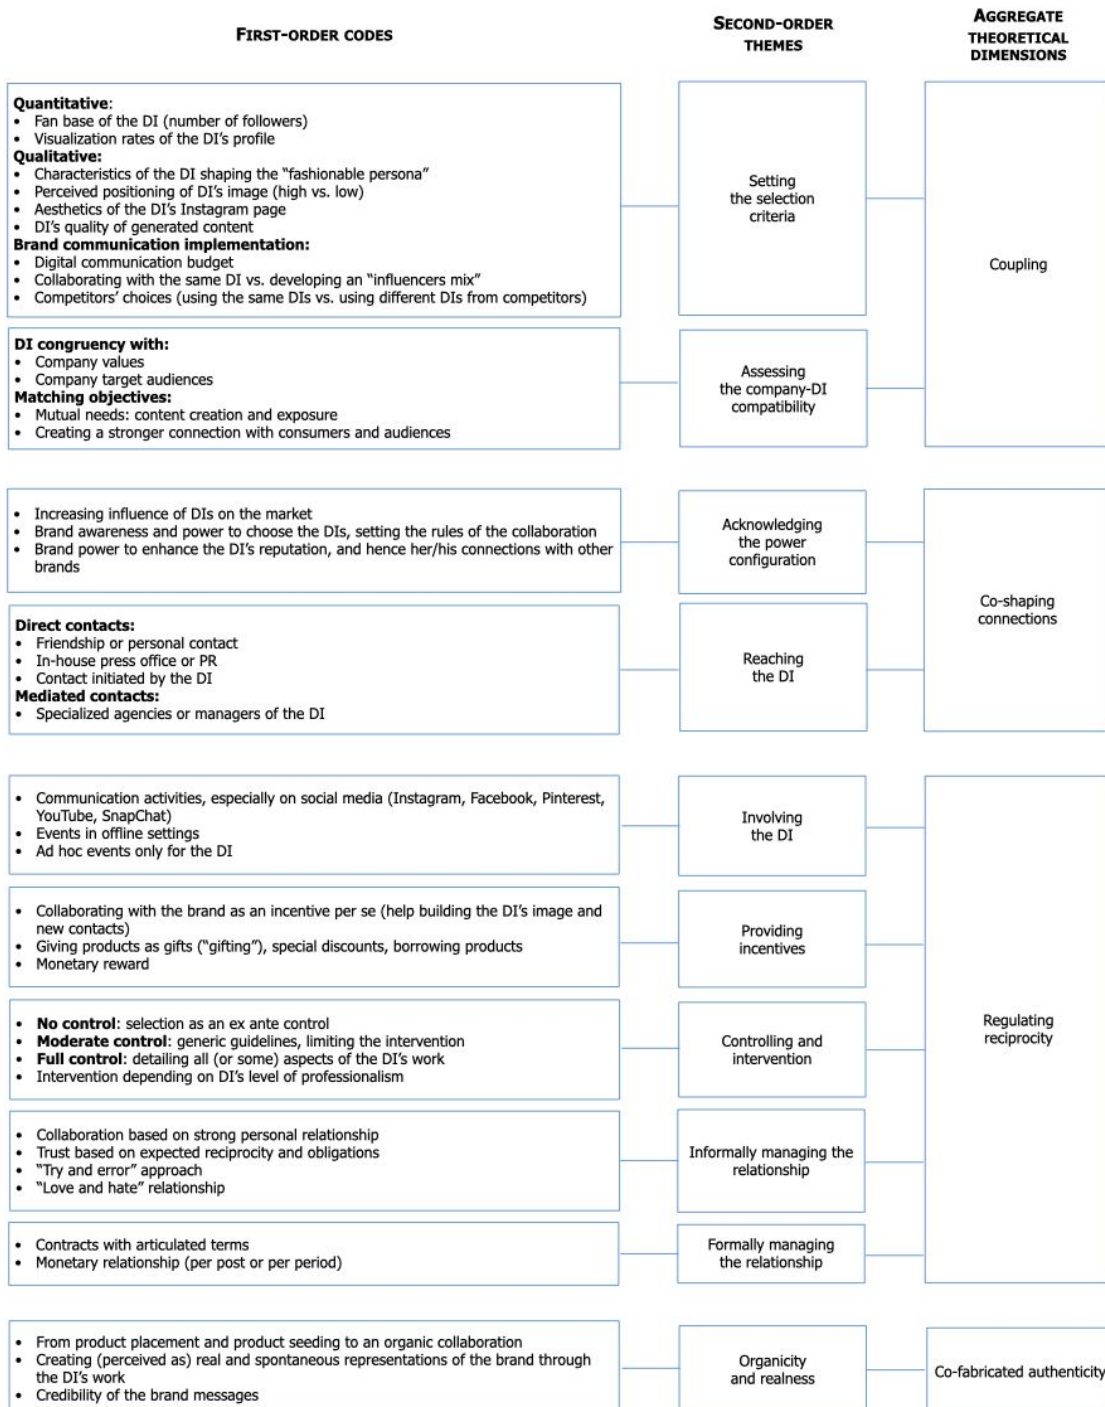 FIRST-ORDER CODES
SECOND-ORDER
THEMES
AGGREGATE
THEORETICAL
DIMENSIONS
Quantitative:
• Fan base of the DI (number of followers)
• Visualization rates of the DI's profile
Qualitative:
• Characteristics of the DI shaping the “fashionable persona”
• Perceived positioning of DI's image (high vs. low)
• Aesthetics of the DI's Instagram page
• DI's quality of generated content
Brand communication implementation:
• Digital communication budget
• Collaborating with the same DI vs. developing an “influencers mix”
• Competitors' choices (using the same DIs vs. using different DIs from competitors)
Setting
the selection
criteria
Coupling
DI congruency with:
• Company values
• Company target audiences
Matching objectives:
• Mutual needs: content creation and exposure
• Creating a stronger connection with consumers and audiences
Assessing
the company-DI
compatibility
• Increasing influence of DIs on the market
• Brand awareness and power to choose the DIs, setting the rules of the collaboration
• Brand power to enhance the DI's reputation, and hence her/his connections with other
brands
Acknowledging
the power
configuration
Co-shaping
connections
Direct contacts:
• Friendship or personal contact
• In-house press office or PR
• Contact initiated by the DI
Mediated contacts:
• Specialized agencies or managers of the DI
Reaching
the DI
• Communication activities, especially on social media (Instagram, Facebook, Pinterest,
YouTube, SnapChat)
• Events in offline settings
• Ad hoc events only for the DI
Involving
the DI
• Collaborating with the brand as an incentive per se (help building the DI's image and
new contacts)
• Giving products as gifts (“gifting”), special discounts, borrowing products
• Monetary reward
Providing
incentives
• No control: selection as an ex ante control
• Moderate control: generic guidelines, limiting the intervention
• Full control: detailing all (or some) aspects of the DI's work
• Intervention depending on DI's level of professionalism
Controlling and
intervention
Regulating
reciprocity
• Collaboration based on strong personal relationship
• Trust based on expected reciprocity and obligations
• “Try and error” approach
• “Love and hate” relationship
Informally managing the
relationship
• Contracts with articulated terms
• Monetary relationship (per post or per period)
Formally managing
the relationship
• From product placement and product seeding to an organic collaboration
• Creating (perceived as) real and spontaneous representations of the brand through
the DI's work
• Credibility of the brand messages
Organicity
and realness
Co-fabricated authenticity